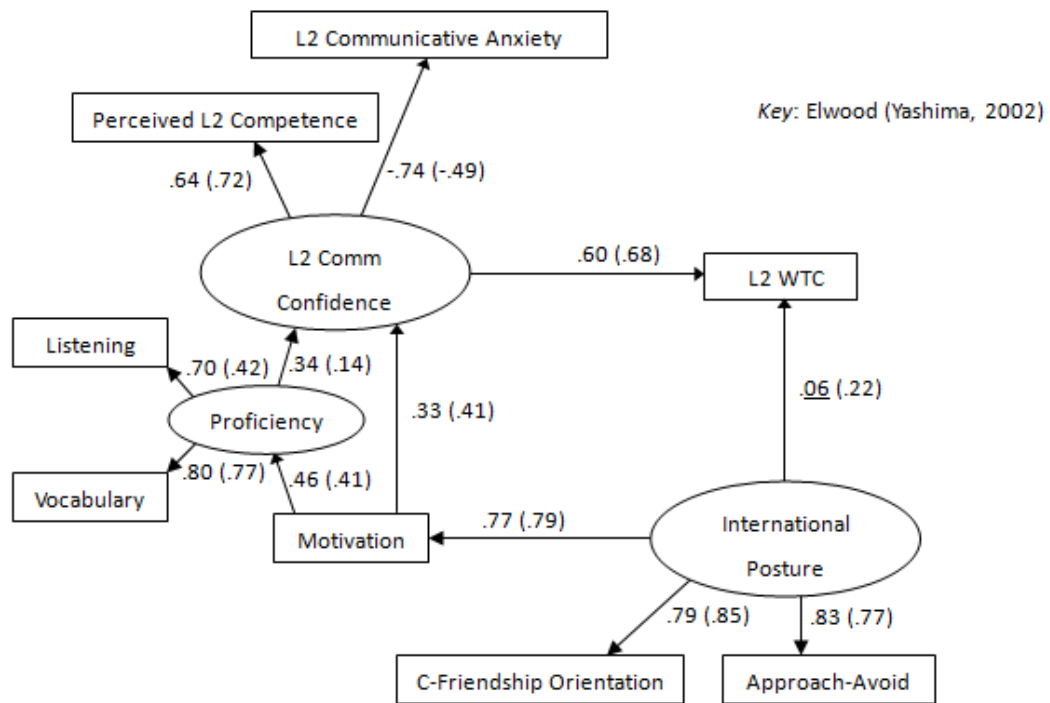 L2 Communicative Anxiety
Perceived L2 Competence
Key: Elwood (Yashima, 2002)
.64 (.72)
-.74 (-.49)
L2 Comm
Confidence
.60 (.68)
L2 WTC
Listening
.70 (.42)
.34 (.14)
Proficiency
.33 (.41)
.06 (.22)
.80 (.77)
.46 (.41)
Vocabulary
Motivation
.77 (.79)
International
Posture
.79 (.85)
.83 (.77)
C-Friendship Orientation
Approach-Avoid